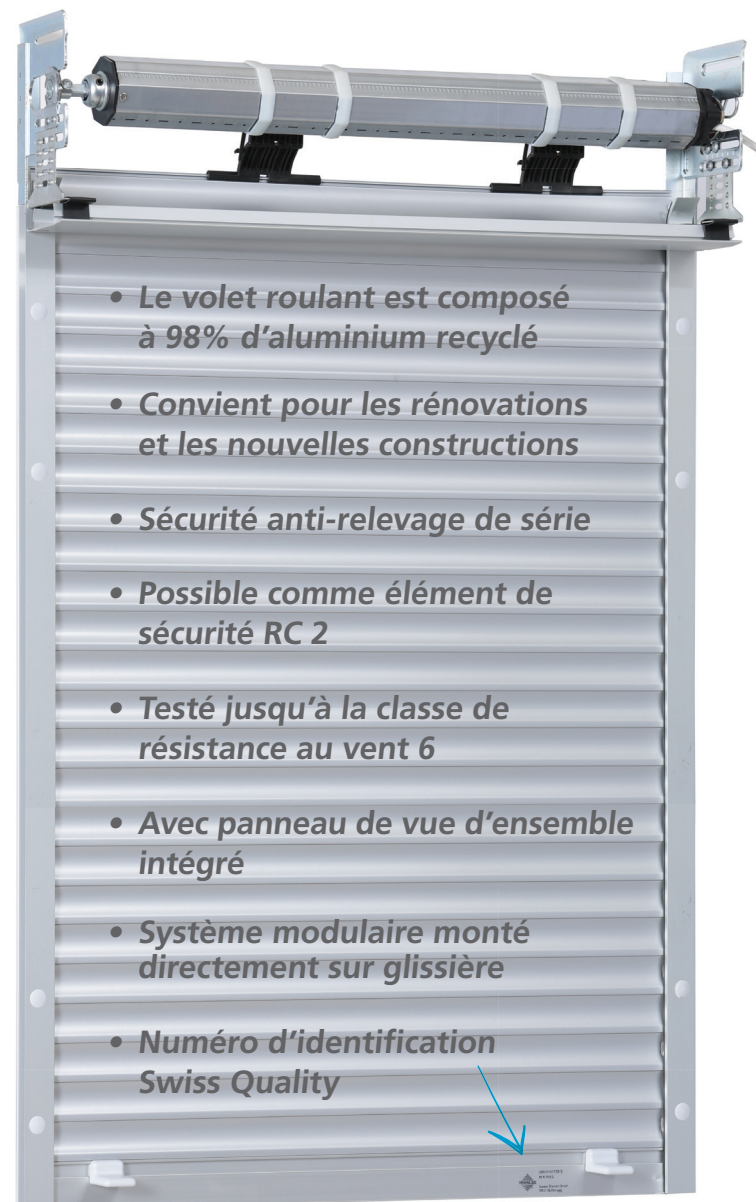 • Le volet roulant est composé
à 98% d’aluminium recyclé
• Convient pour les rénovations
et les nouvelles constructions
• Sécurité anti-relevage de série
• Possible comme élément de
sécurité RC 2
• Testé jusqu’à la classe de
résistance au vent 6
• Avec panneau de vue d’ensemble
intégré
• Système modulaire monté
directement sur glissière
• Numéro d’identification
Swiss Quality